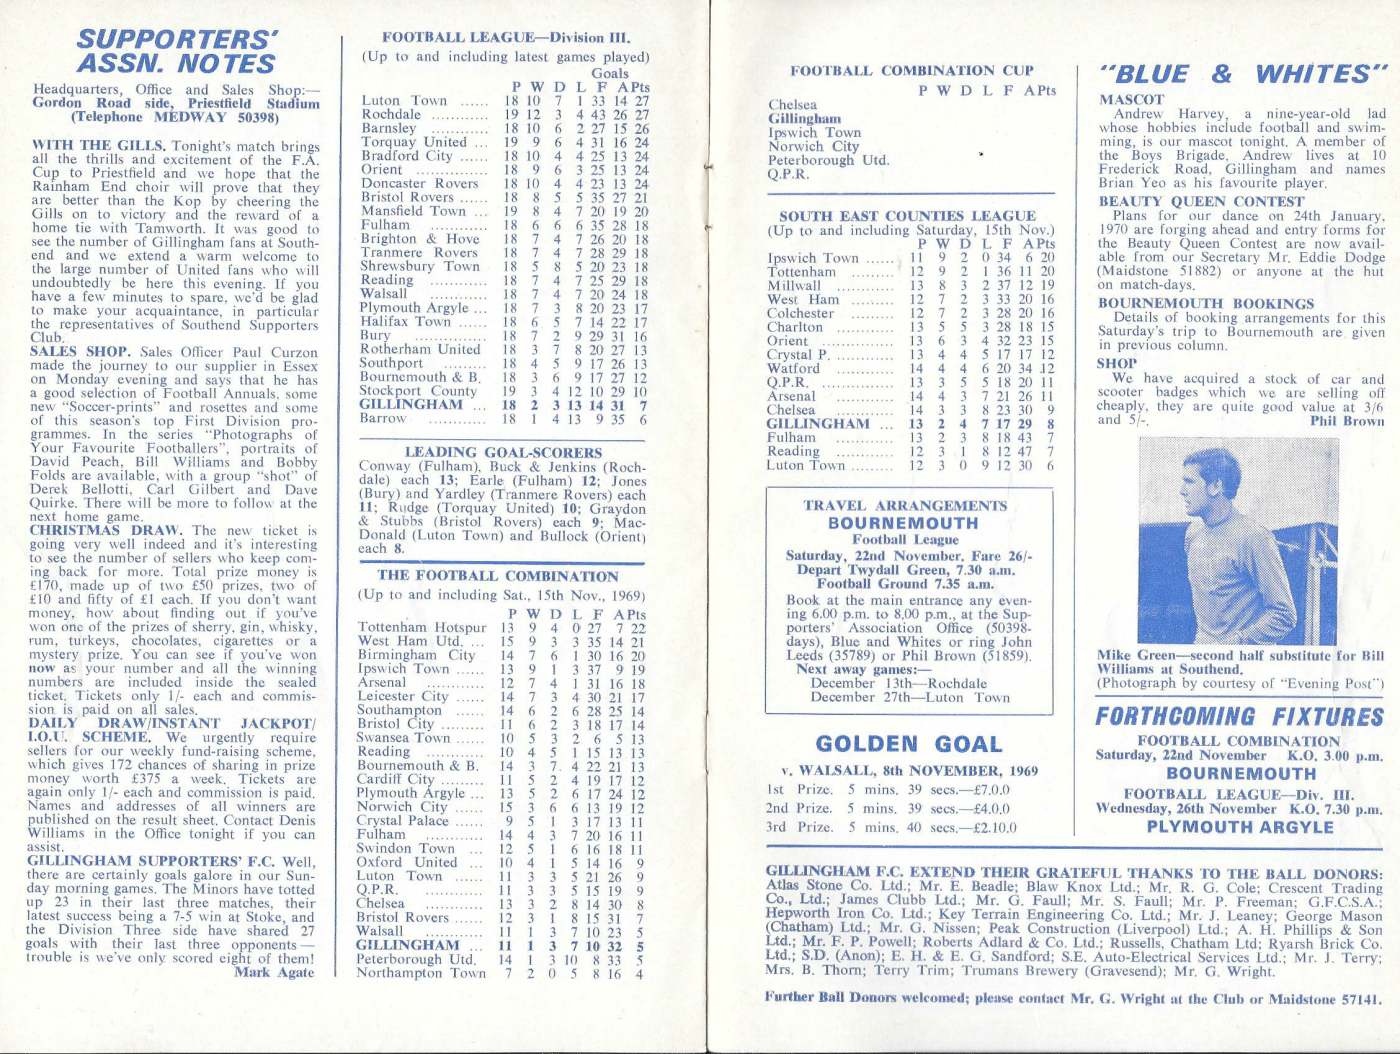 SUPPORTERS'
ASSN. NOTES
Headquarters, Office and Sales Shop:—
Gordon Road side, Priestfield Stadium
(Telephone MEDWAY 50398)
WITH THE GILLS. Tonight's match brings
all the thrills and excitement of the F.A.
Cup to Priestfield and we hope that the
Rainham End choir will prove that they
are better than the Kop by cheering the
Gills on to victory and the reward of a
home tie with Tamworth. It was good to
see the number of Gillingham fans at South-
end and we extend a warm welcome to
the large number of United fans who will
undoubtedly be here this evening. If you
have a few minutes to spare, we'd be glad
to make your acquaintance, in particular
the representatives of Southend Supporters
Club.
SALES SHOP. Sales Officer Paul Curzon
made the journey to our supplier in Essex
on Monday evening and says that he has
a good selection of Football Annuals, some
new "Soccer-prints" and rosettes and some
of this season's top First Division pro-
grammes. In the series "Photographs of
Your Favourite Footballers", portraits of
David Peach, Bill Williams and Bobby
Folds are available, with a group "shot" of
Derek Bellotti, Carl Gilbert and Dave
Quirke. There will be more to follow at the
next home game.
CHRISTMAS DRAW. The new ticket is
going very well indeed and it's interesting
to see the number of sellers who keep com-
ing back for more. Total prize money is
£170, made up of two £50 prizes, two of
£10 and fifty of £1 each. If you don't want
money, how about finding out if you've
won one of the prizes of sherry, gin, whisky,
rum, turkeys, chocolates, cigarettes or a
mystery prize. You can see if you've won
now as your number and all the winning
numbers are included inside the sealed
ticket. Tickets only 1/- each and commis-
sion is paid on all sales.
DAILY DRAW/INSTANT JACKPOT/
I.O.U. SCHEME. We urgently require
sellers for our weekly fund-raising scheme,
which gives 172 chances of sharing in prize
money worth £375 a week. Tickets are
again only 1/- each and commission is paid.
Names and addresses of all winners are
published on the result sheet. Contact Denis
Williams in the Office tonight if you can
assist.
GILLINGHAM SUPPORTERS' F.C. Well,
there are certainly goals galore in our Sun-
day morning games. The Minors have totted
up 23 in their last three matches, their
latest success being a 7-5 win at Stoke, and
the Division Three side have shared 27
goals with their last three opponents —
trouble is we've only scored eight of them!
Mark Agate
FOOTBALL LEAGUE—Division III.
(Up to and including latest games played)
Goals
P W D L F A Pts
Luton Town ...... 18 10 7 1 33 14 27
Rochdale ............ 19 12 3 4 43 26 27
Barnsley ............ 18 10 6 2 27 15 26
Torquay United ... 19 9 6 4 31 16 24
Bradford City ...... 18 10 4 4 25 13 24
Orient ............... 18 9 6 3 25 13 24
Doncaster Rovers 18 10 4 4 23 13 24
Bristol Rovers ...... 18 8 5 5 35 27 21
Mansfield Town ... 19 8 4 7 20 19 20
Fulham ............ 18 6 6 6 35 28 18
Brighton & Hove 18 7 4 7 26 20 18
Tranmere Rovers 18 7 4 7 28 29 18
Shrewsbury Town 18 5 8 5 20 23 18
Reading ............ 18 7 4 7 25 29 18
Walsall ............ 18 7 4 7 20 24 18
Plymouth Argyle ... 18 7 3 8 20 23 17
Halifax Town ...... 18 6 5 7 14 22 17
Bury ............... 18 7 2 9 29 31 16
Rotherham United 18 3 7 8 20 27 13
Southport ......... 18 4 5 9 17 26 13
Bournemouth & B. 18 3 6 9 17 27 12
Stockport County 19 3 4 12 10 29 10
GILLINGHAM ... 18 2 3 13 14 31 7
Barrow ............ 18 1 4 13 9 35 6
LEADING GOAL-SCORERS
Conway (Fulham), Buck & Jenkins (Roch-
dale) each 13; Earle (Fulham) 12; Jones
(Bury) and Yardley (Tranmere Rovers) each
11; Rudge (Torquay United) 10; Graydon
& Stubbs (Bristol Rovers) each 9; Mac-
Donald (Luton Town) and Bullock (Orient)
each 8.
THE FOOTBALL COMBINATION
(Up to and including Sat., 15th Nov., 1969)
P W D L F A Pts
Tottenham Hotspur 13 9 4 0 27 7 22
West Ham Utd. ... 15 9 3 3 35 14 21
Birmingham City 14 7 6 1 30 16 20
Ipswich Town ...... 13 9 1 3 37 9 19
Arsenal ............ 12 7 4 1 31 16 18
Leicester City ...... 14 7 3 4 30 21 17
Southampton ...... 14 6 2 6 28 25 14
Bristol City ......... 11 6 2 3 18 17 14
Swansea Town ...... 10 5 3 2 6 5 13
Reading ............ 10 4 5 1 15 13 13
Bournemouth & B. 14 3 7 4 22 21 13
Cardiff City ......... 11 5 2 4 19 17 12
Plymouth Argyle ... 13 5 2 6 17 24 12
Norwich City ...... 15 3 6 6 13 19 12
Crystal Palace ...... 9 5 1 3 17 13 11
Fulham ............ 14 4 3 7 20 16 11
Swindon Town ... 12 5 1 6 16 18 11
Oxford United ... 10 4 1 5 14 16 9
Luton Town ...... 11 3 3 5 21 26 9
Q.P.R. ............ 11 3 3 5 15 19 9
Chelsea ............ 13 3 2 8 14 30 8
Bristol Rovers ...... 12 3 1 8 15 31 7
Walsall ............ 11 1 3 7 10 23 5
GILLINGHAM ... 11 1 3 7 10 32 5
Peterborough Utd. 14 1 3 10 8 33 5
Northampton Town 7 2 0 5 8 16 4
FOOTBALL COMBINATION CUP
P W D L F A Pts
Chelsea
Gillingham
Ipswich Town
Norwich City
Peterborough Utd.
Q.P.R.
SOUTH EAST COUNTIES LEAGUE
(Up to and including Saturday, 15th Nov.)
P W D L F A Pts
Ipswich Town ...... 11 9 2 0 34 6 20
Tottenham ......... 12 9 2 1 36 11 20
Millwall ............ 13 8 3 2 37 12 19
West Ham ......... 12 7 2 3 33 20 16
Colchester ......... 12 7 2 3 28 20 16
Charlton ............ 13 5 5 3 28 18 15
Orient ............ 13 6 3 4 32 23 15
Crystal P. ............ 13 4 4 5 17 17 12
Watford ............ 14 4 4 6 20 34 12
Q.P.R. ............ 13 3 5 5 18 20 11
Arsenal ............ 14 4 3 7 21 26 11
Chelsea ............ 14 3 3 8 23 30 9
GILLINGHAM ... 13 2 4 7 17 29 8
Fulham ............ 13 2 3 8 18 43 7
Reading ............ 12 3 1 8 12 47 7
Luton Town ......... 12 3 0 9 12 30 6
TRAVEL ARRANGEMENTS
BOURNEMOUTH
Football League
Saturday, 22nd November, Fare 26/-
Depart Twydall Green, 7.30 a.m.
Football Ground 7.35 a.m.
Book at the main entrance any even-
ing 6.00 p.m. to 8.00 p.m., at the Sup-
porters' Association Office (50398-
days), Blue and Whites or ring John
Leeds (35789) or Phil Brown (51859).
Next away games:—
December 13th—Rochdale
December 27th—Luton Town
GOLDEN GOAL
v. WALSALL, 8th NOVEMBER, 1969
1st Prize. 5 mins. 39 secs.—£7.0.0
2nd Prize. 5 mins. 39 secs.—£4.0.0
3rd Prize. 5 mins. 40 secs.—£2.10.0
"BLUE & WHITES"
MASCOT
Andrew Harvey, a nine-year-old lad
whose hobbies include football and swim-
ming, is our mascot tonight. A member of
the Boys Brigade, Andrew lives at 10
Frederick Road, Gillingham and names
Brian Yeo as his favourite player.
BEAUTY QUEEN CONTEST
Plans for our dance on 24th January,
1970 are forging ahead and entry forms for
the Beauty Queen Contest are now avail-
able from our Secretary Mr. Eddie Dodge
(Maidstone 51882) or anyone at the hut
on match-days.
BOURNEMOUTH BOOKINGS
Details of booking arrangements for this
Saturday's trip to Bournemouth are given
in previous column.
SHOP
We have acquired a stock of car and
scooter badges which we are selling off
cheaply, they are quite good value at 3/6
and 5/-.
Phil Brown
Mike Green—second half substitute for Bill
Williams at Southend.
(Photograph by courtesy of "Evening Post")
FORTHCOMING FIXTURES
FOOTBALL COMBINATION
Saturday, 22nd November K.O. 3.00 p.m.
BOURNEMOUTH
FOOTBALL LEAGUE—Div. III.
Wednesday, 26th November K.O. 7.30 p.m.
PLYMOUTH ARGYLE
GILLINGHAM F.C. EXTEND THEIR GRATEFUL THANKS TO THE BALL DONORS:
Atlas Stone Co. Ltd.; Mr. E. Beadle; Blaw Knox Ltd.; Mr. R. G. Cole; Crescent Trading
Co., Ltd.; James Clubb Ltd.; Mr. G. Faull; Mr. S. Faull; Mr. P. Freeman; G.F.C.S.A.;
Hepworth Iron Co. Ltd.; Key Terrain Engineering Co. Ltd.; Mr. J. Leaney; George Mason
(Chatham) Ltd.; Mr. G. Nissen; Peak Construction (Liverpool) Ltd.; A. H. Phillips & Son
Ltd.; Mr. F. P. Powell; Roberts Adlard & Co. Ltd.; Russells, Chatham Ltd; Ryarsh Brick Co.
Ltd.; S.D. (Anon); E. H. & E. G. Sandford; S.E. Auto-Electrical Services Ltd.; Mr. J. Terry;
Mrs. B. Thorn; Terry Trim; Trumans Brewery (Gravesend); Mr. G. Wright.
Further Ball Donors welcomed; please contact Mr. G. Wright at the Club or Maidstone 57141.